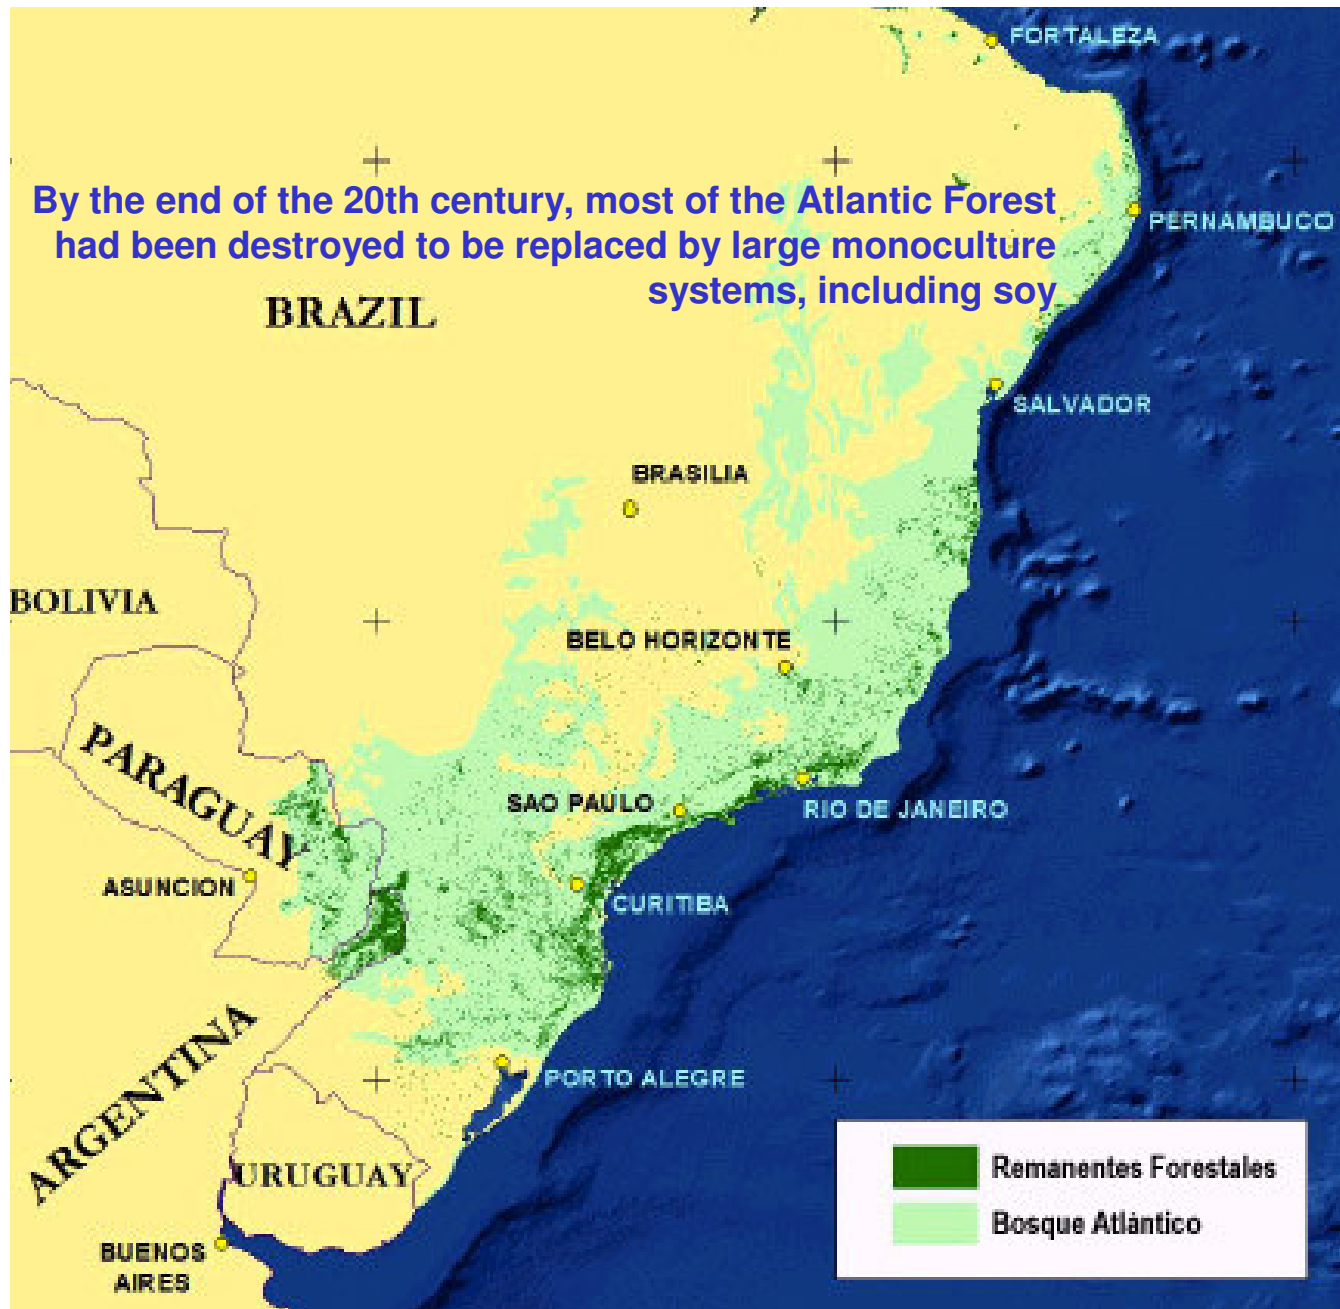 FORTALEZA
By the end of the 20th century, most of the Atlantic Forest
had been destroyed to be replaced by large monoculture
systems, including soy
PERNAMBUCO
BRAZIL
SALVADOR
BRASILIA
BOLIVIA
BELO HORIZONTE
PARAGUAY
SAO PAULO
RIO DE JANEIRO
ASUNCION
CURITIBA
ARGENTINA
PORTO ALEGRE
URUGUAY
Remanentes Forestales
Bosque Atlántico
BUENOS
AIRES